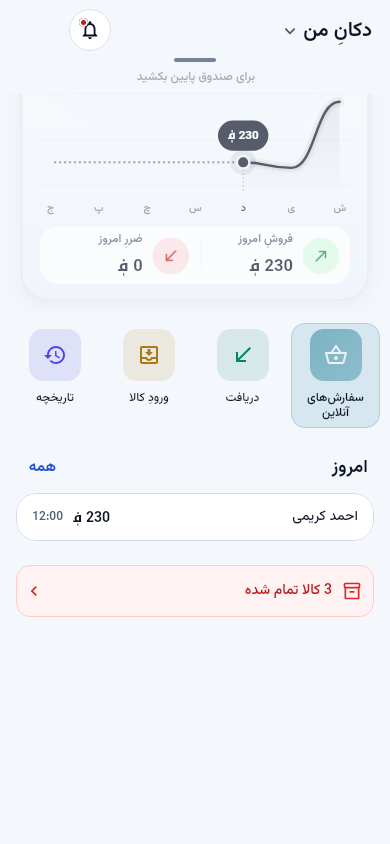 دکانِ من
برای صندوق پایین بکشید
230 ؋
ش ی د س چ پ ج
فروشِ امروز
230 ؋
ضررِ امروز
0 ؋
سفارش‌های آنلاین
دریافت
ورودِ کالا
تاریخچه
امروز
همه
احمد کریمی
230 ؋
12:00
3 کالا تمام شده